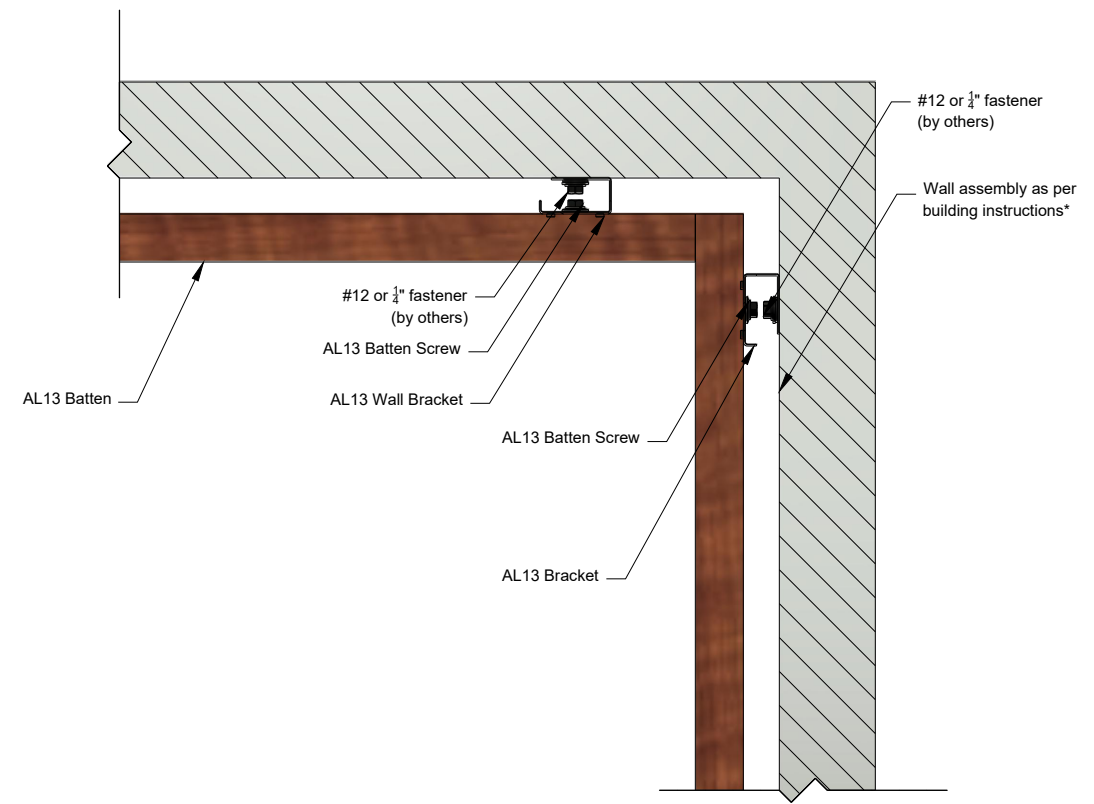 #12 or 1/4" fastener
(by others)
Wall assembly as per
building instructions*
#12 or 1/4" fastener
(by others)
AL13 Batten Screw
AL13 Batten
AL13 Wall Bracket
AL13 Batten Screw
AL13 Bracket